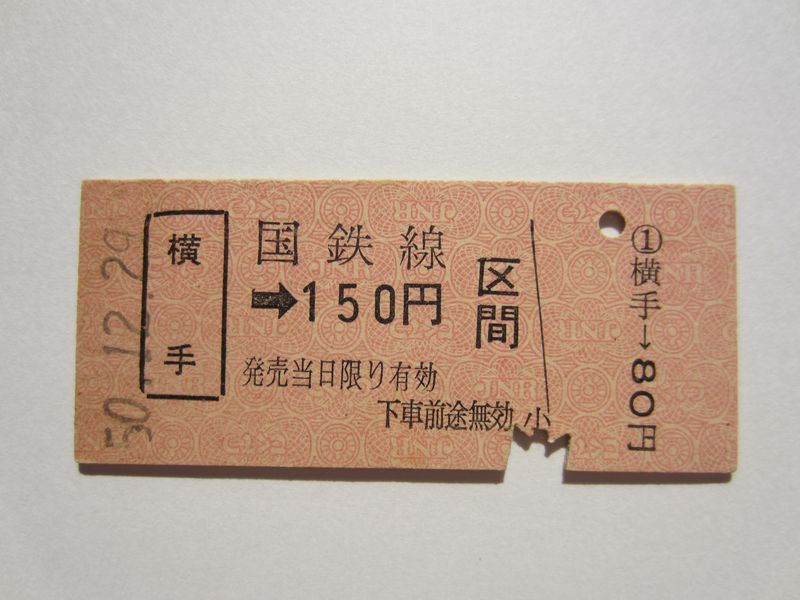 50.12.29
横手
国鉄線
➡150円
区間
発売当日限り有効
下車前途無効
小
①横手→80円